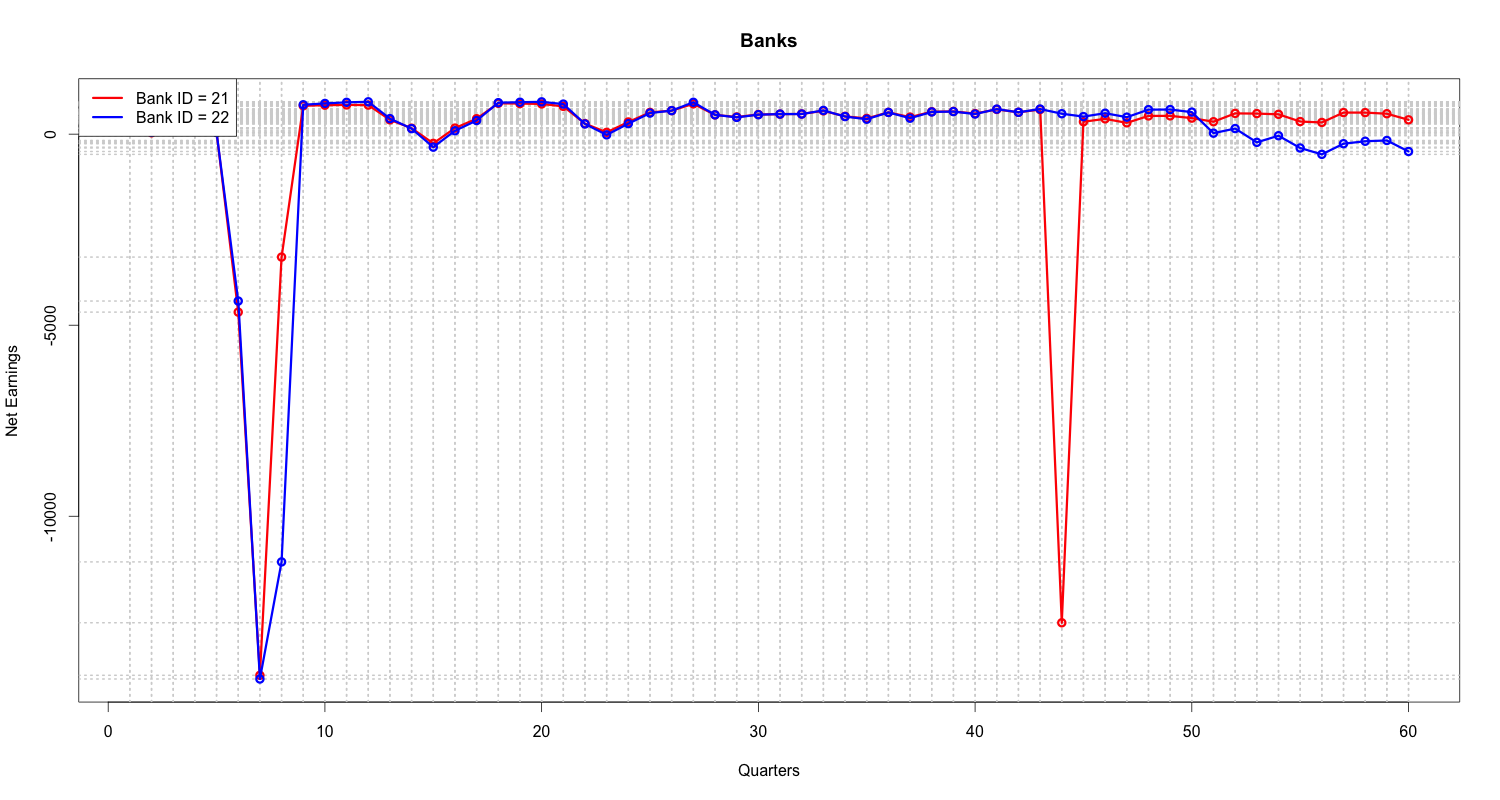 Banks
Bank ID = 21
Bank ID = 22
0
-5000
-10000
Net Earnings
0 10 20 30 40 50 60
Quarters